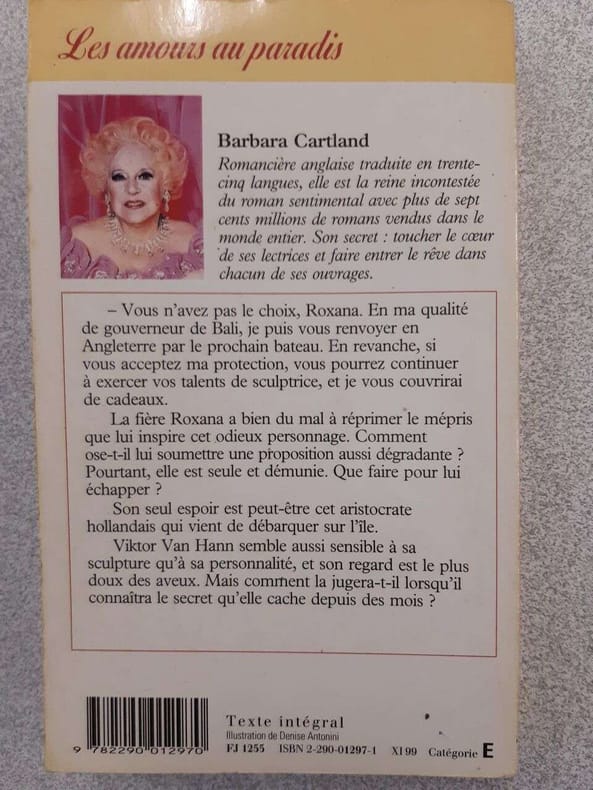 Les amours au paradis
Barbara Cartland
Romancière anglaise traduite en trente-
cinq langues, elle est la reine incontestée
du roman sentimental avec plus de sept
cents millions de romans vendus dans le
monde entier. Son secret : toucher le cœur
de ses lectrices et faire entrer le rêve dans
chacun de ses ouvrages.
– Vous n'avez pas le choix, Roxana. En ma qualité
de gouverneur de Bali, je puis vous renvoyer en
Angleterre par le prochain bateau. En revanche, si
vous acceptez ma protection, vous pourrez continuer
à exercer vos talents de sculptrice, et je vous couvrirai
de cadeaux.
La fière Roxana a bien du mal à réprimer le mépris
que lui inspire cet odieux personnage. Comment
ose-t-il lui soumettre une proposition aussi dégradante ?
Pourtant, elle est seule et démunie. Que faire pour lui
échapper ?
Son seul espoir est peut-être cet aristocrate
hollandais qui vient de débarquer sur l'île.
Viktor Van Hann semble aussi sensible à sa
sculpture qu'à sa personnalité, et son regard est le plus
doux des aveux. Mais comment la jugera-t-il lorsqu'il
connaîtra le secret qu'elle cache depuis des mois ?
Texte intégral
Illustration de Denise Antonini
FJ 1255 ISBN 2-290-01297-1 XI 99 Catégorie E
9 782290 012970